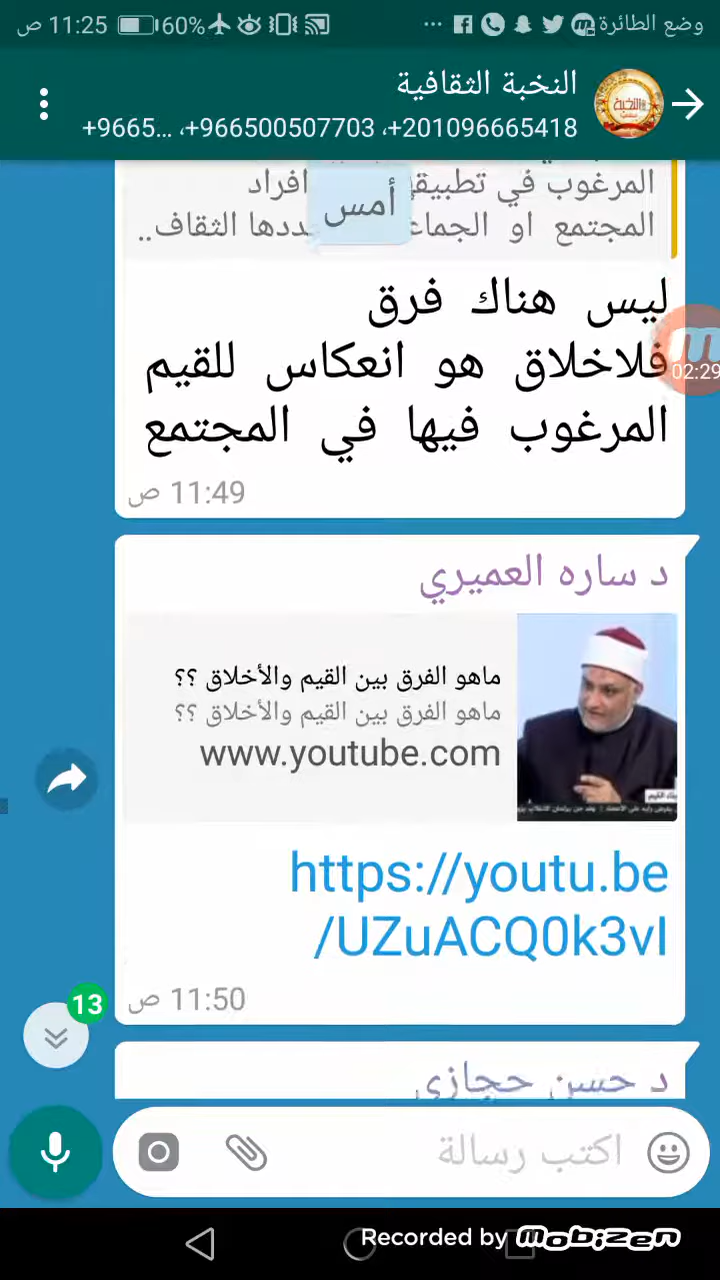 وضع الطائرة ... 60% 11:25 ص
النخبة الثقافية
+201096665418، +966500507703، +9665...
المرغوب في تطبيقها افراد
أمس
المجتمع او الجماعة ددها الثقاف..
ليس هناك فرق
فلاخلاق هو انعكاس للقيم
المرغوب فيها في المجتمع
11:49 ص
02:29
د ساره العميري
ماهو الفرق بين القيم والأخلاق ؟؟
ماهو الفرق بين القيم والأخلاق ؟؟
www.youtube.com
https://youtu.be
/UZuACQ0k3vI
11:50 ص
13
د حسن حجازي
اكتب رسالة
Recorded by Mobizen